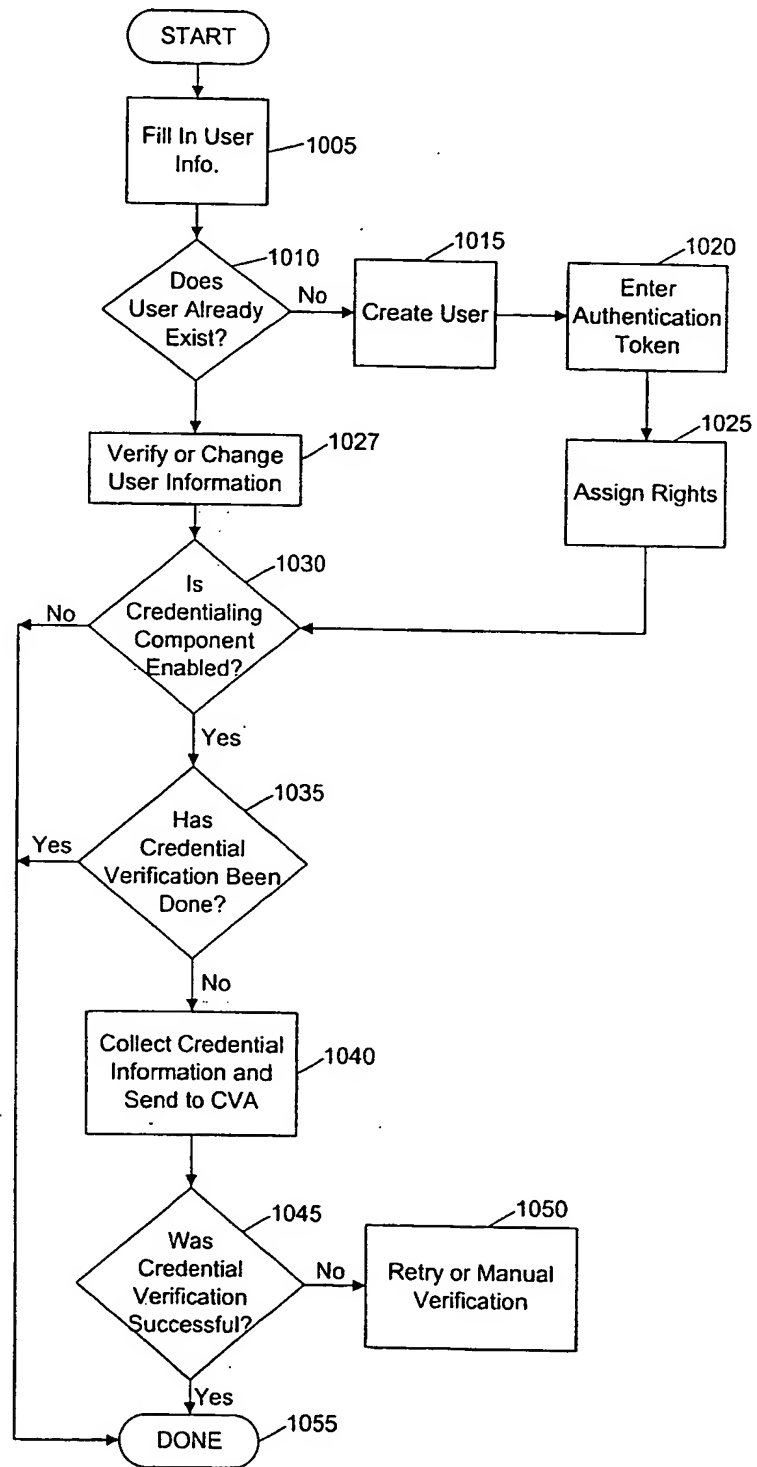 START
Fill In User
Info.
1005
Does
User Already
Exist?
1010
No
Create User
1015
Enter
Authentication
Token
1020
Verify or Change
User Information
1027
Assign Rights
1025
Is
Credentialing
Component
Enabled?
1030
No
Yes
Has
Credential
Verification Been
Done?
1035
Yes
No
Collect Credential
Information and
Send to CVA
1040
Was
Credential
Verification
Successful?
1045
No
Retry or Manual
Verification
1050
Yes
DONE
1055